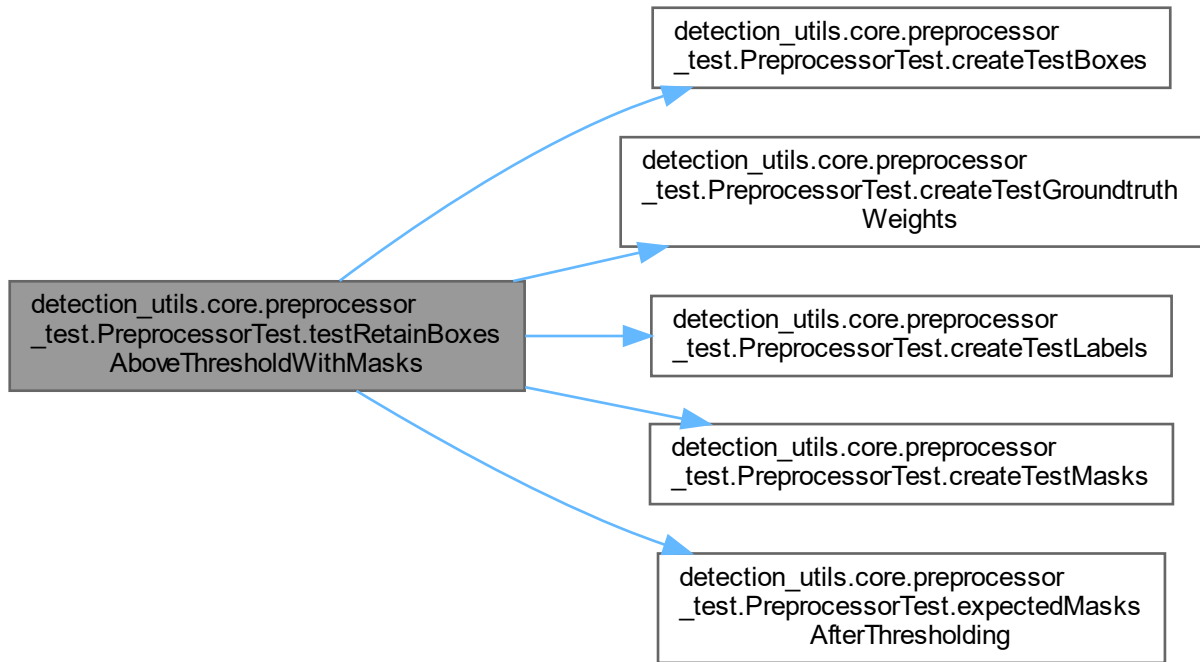 detection_utils.core.preprocessor
_test.PreprocessorTest.createTestBoxes
detection_utils.core.preprocessor
_test.PreprocessorTest.createTestGroundtruth
Weights
detection_utils.core.preprocessor
_test.PreprocessorTest.testRetainBoxes
AboveThresholdWithMasks
detection_utils.core.preprocessor
_test.PreprocessorTest.createTestLabels
detection_utils.core.preprocessor
_test.PreprocessorTest.createTestMasks
detection_utils.core.preprocessor
_test.PreprocessorTest.expectedMasks
AfterThresholding